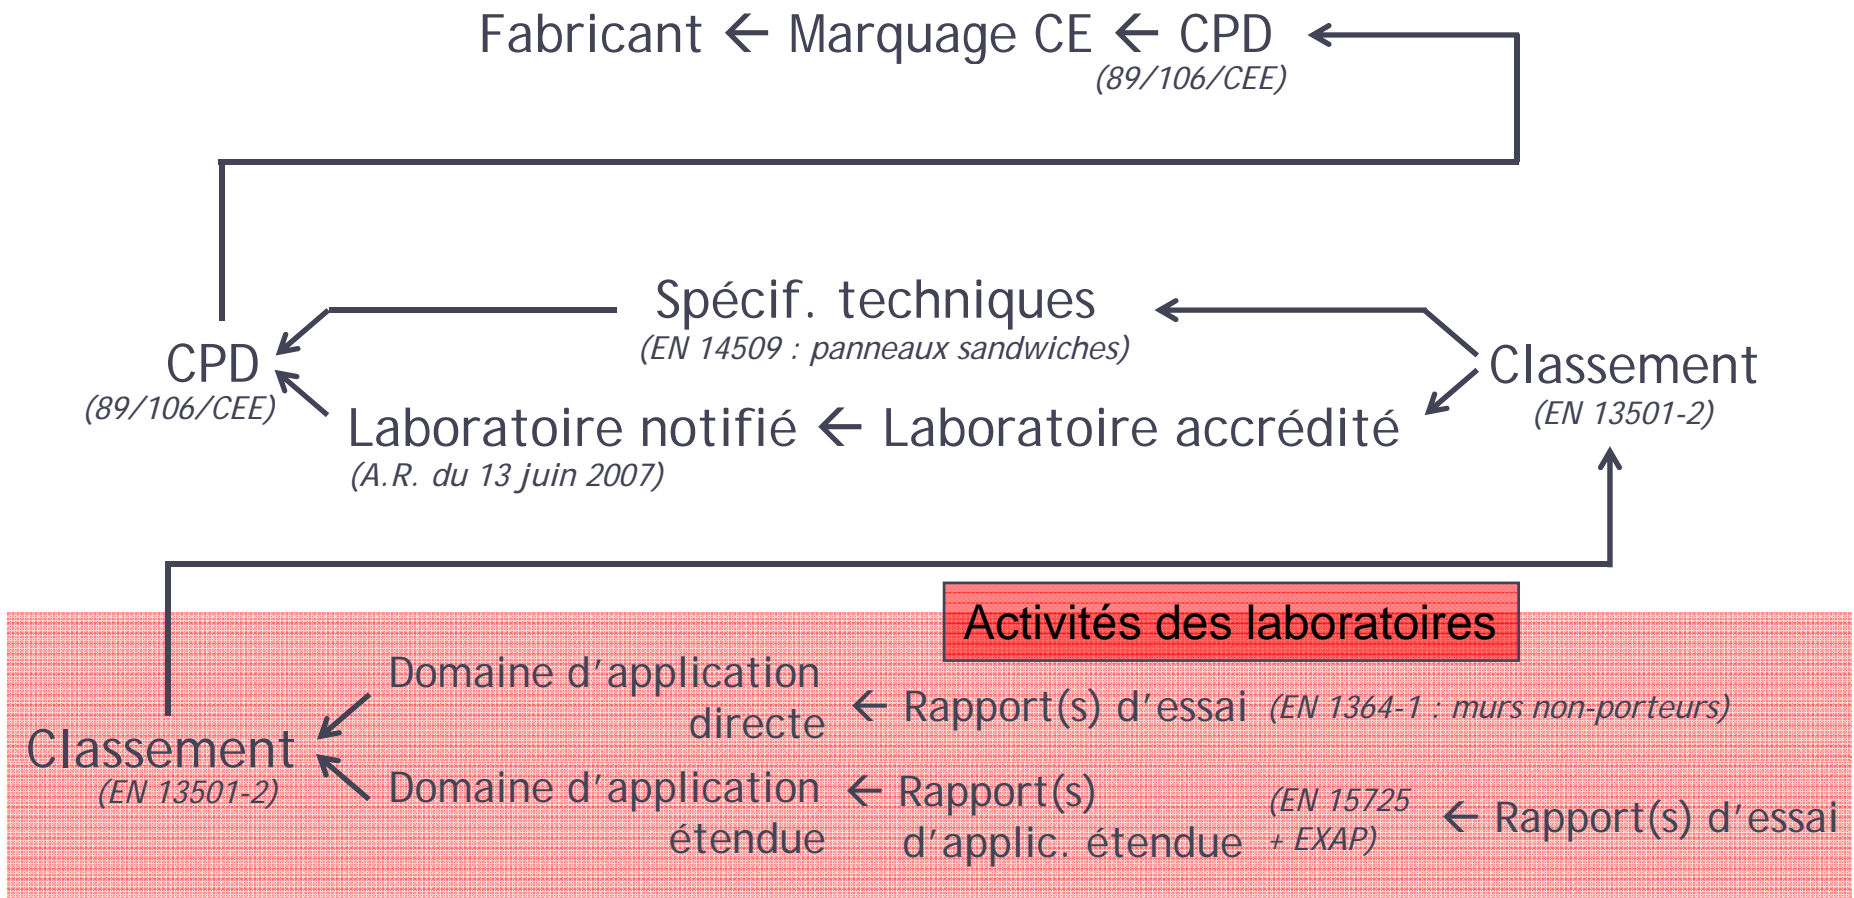 Fabricant ← Marquage CE ← CPD
(89/106/CEE)
Spécif. techniques
(EN 14509 : panneaux sandwiches)
CPD
(89/106/CEE)
Classement
(EN 13501-2)
Laboratoire notifié ← Laboratoire accrédité
(A.R. du 13 juin 2007)
Activités des laboratoires
Domaine d'application
directe
← Rapport(s) d'essai (EN 1364-1 : murs non-porteurs)
Classement
(EN 13501-2)
Domaine d'application
étendue
← Rapport(s)
d'applic. étendue
(EN 15725
+ EXAP)
← Rapport(s) d'essai